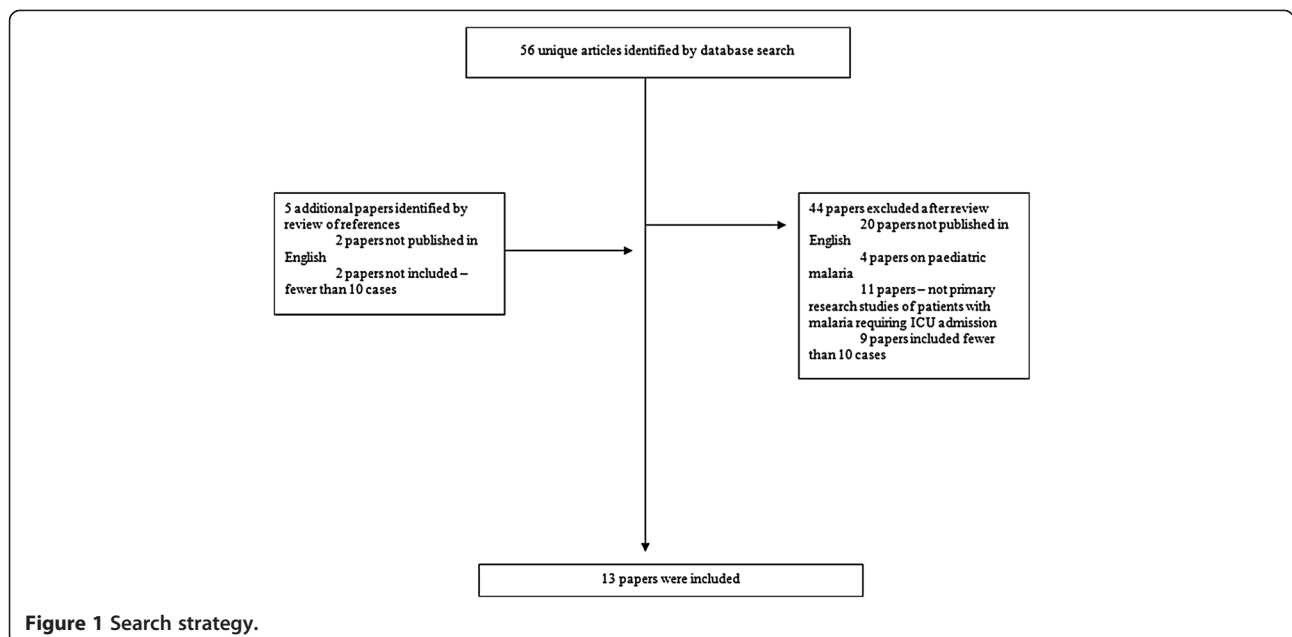 56 unique articles identified by database search
5 additional papers identified by
review of references
2 papers not published in
English
2 papers not included –
fewer than 10 cases
44 papers excluded after review
20 papers not published in
English
4 papers on paediatric
malaria
11 papers – not primary
research studies of patients with
malaria requiring ICU admission
9 papers included fewer
than 10 cases
13 papers were included
Figure 1 Search strategy.